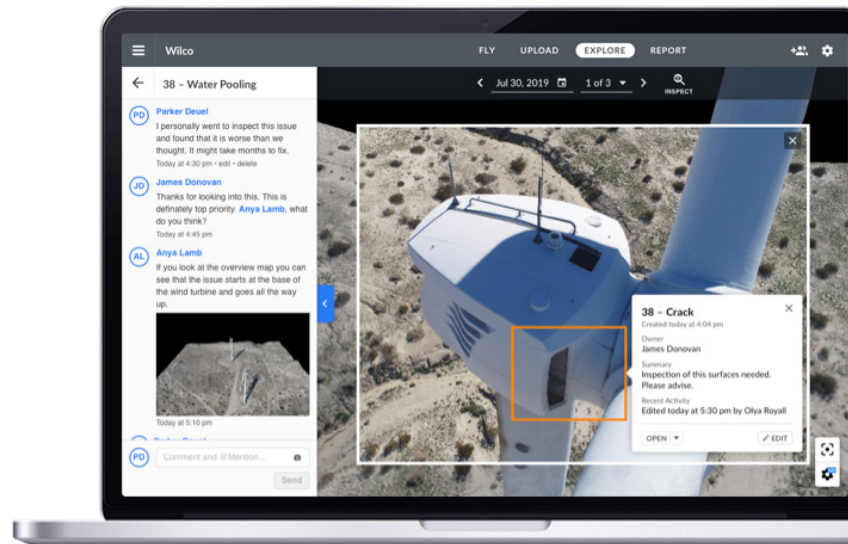 Wilco
FLY UPLOAD EXPLORE REPORT
38 – Water Pooling
Jul 30, 2019 1 of 3
INSPECT
PD Parker Deuel
I personally went to inspect this issue
and found that it is worse than we
thought. It might take months to fix.
Today at 4:30 pm • edit • delete
JD James Donovan
Thanks for looking into this. This is
definately top priority. Anya Lamb, what
do you think?
Today at 4:45 pm
AL Anya Lamb
If you look at the overview map you can
see that the issue starts at the base of
the wind turbine and goes all the way
up.
Today at 5:10 pm
PD Comment and @Mention...
Send
38 – Crack
Created today at 4:04 pm
Owner
James Donovan
Summary
Inspection of this surfaces needed.
Please advise.
Recent Activity
Edited today at 5:30 pm by Olya Royall
OPEN EDIT